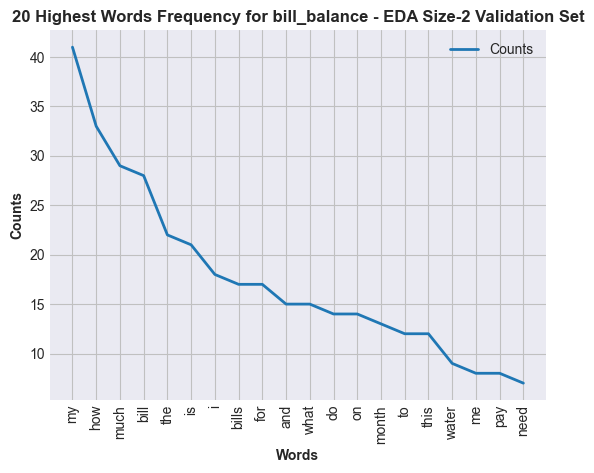 20 Highest Words Frequency for bill_balance - EDA Size-2 Validation Set
Counts
40
35
30
25
20
15
10
Counts
my
how
much
bill
the
is
i
bills
for
and
what
do
on
month
to
this
water
me
pay
need
Words